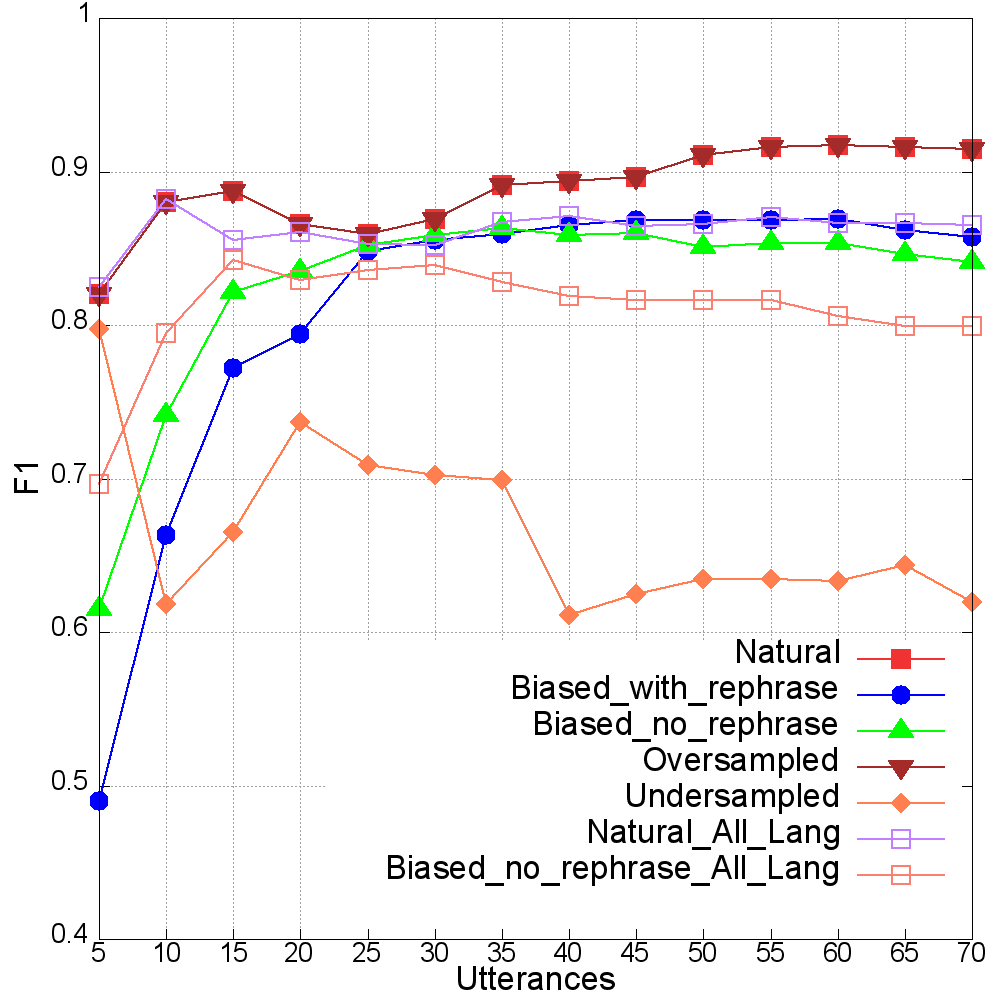 1
0.9
0.8
0.7
0.6
0.5
0.4
F1
Natural
Biased_with_rephrase
Biased_no_rephrase
Oversampled
Undersampled
Natural_All_Lang
Biased_no_rephrase_All_Lang
5 10 15 20 25 30 35 40 45 50 55 60 65 70
Utterances